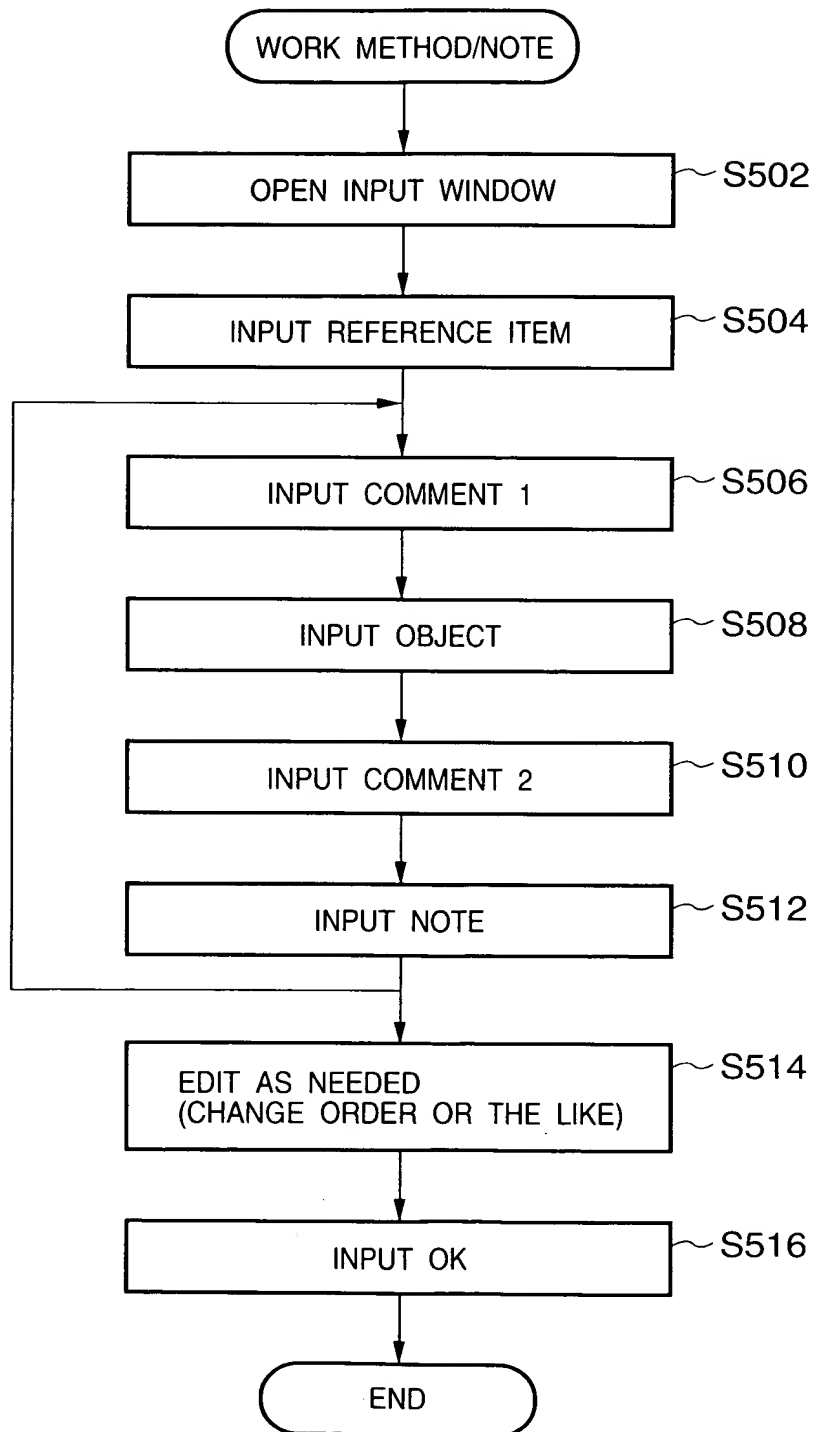 WORK METHOD/NOTE
OPEN INPUT WINDOW
S502
INPUT REFERENCE ITEM
S504
INPUT COMMENT 1
S506
INPUT OBJECT
S508
INPUT COMMENT 2
S510
INPUT NOTE
S512
EDIT AS NEEDED
(CHANGE ORDER OR THE LIKE)
S514
INPUT OK
S516
END